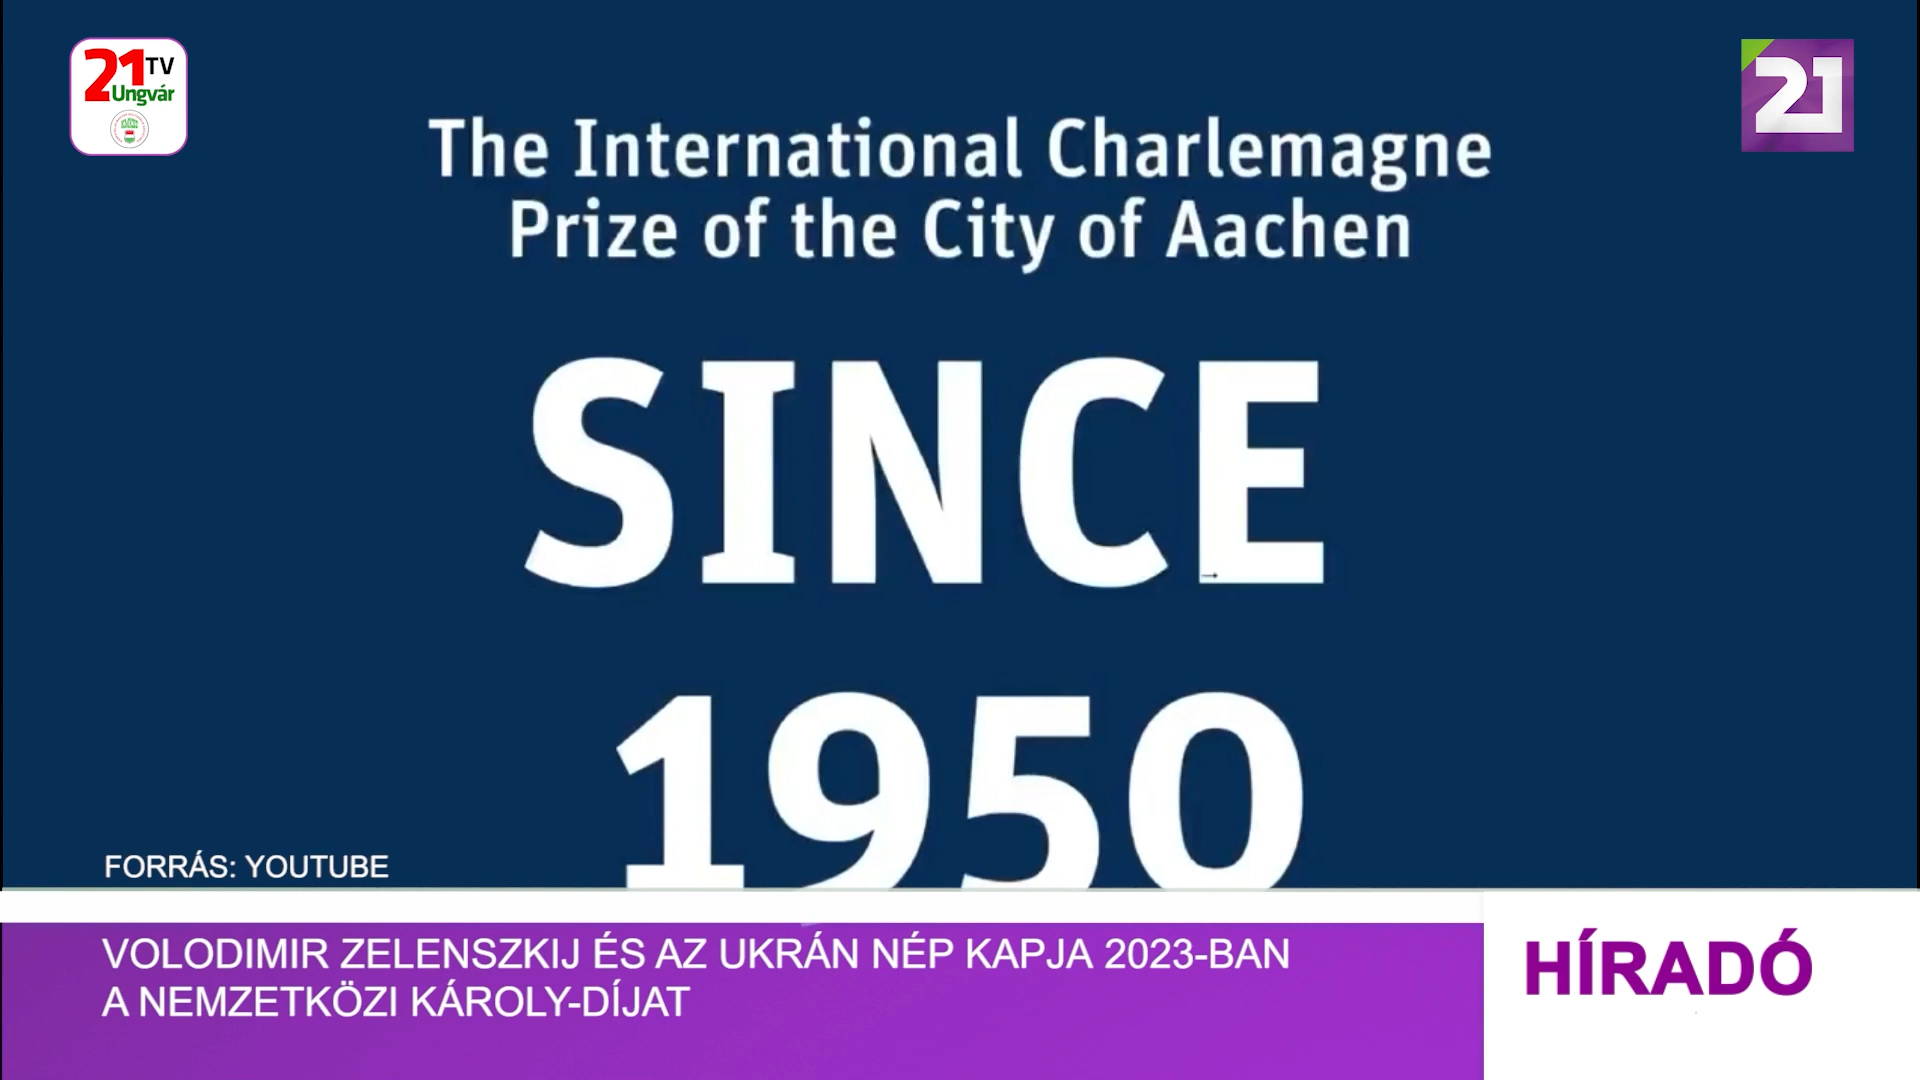 21 TV
Ungvár
21
The International Charlemagne
Prize of the City of Aachen
SINCE
1950
FORRÁS: YOUTUBE
VOLODIMIR ZELENSZKIJ ÉS AZ UKRÁN NÉP KAPJA 2023-BAN
A NEMZETKÖZI KÁROLY-DÍJAT
HÍRADÓ